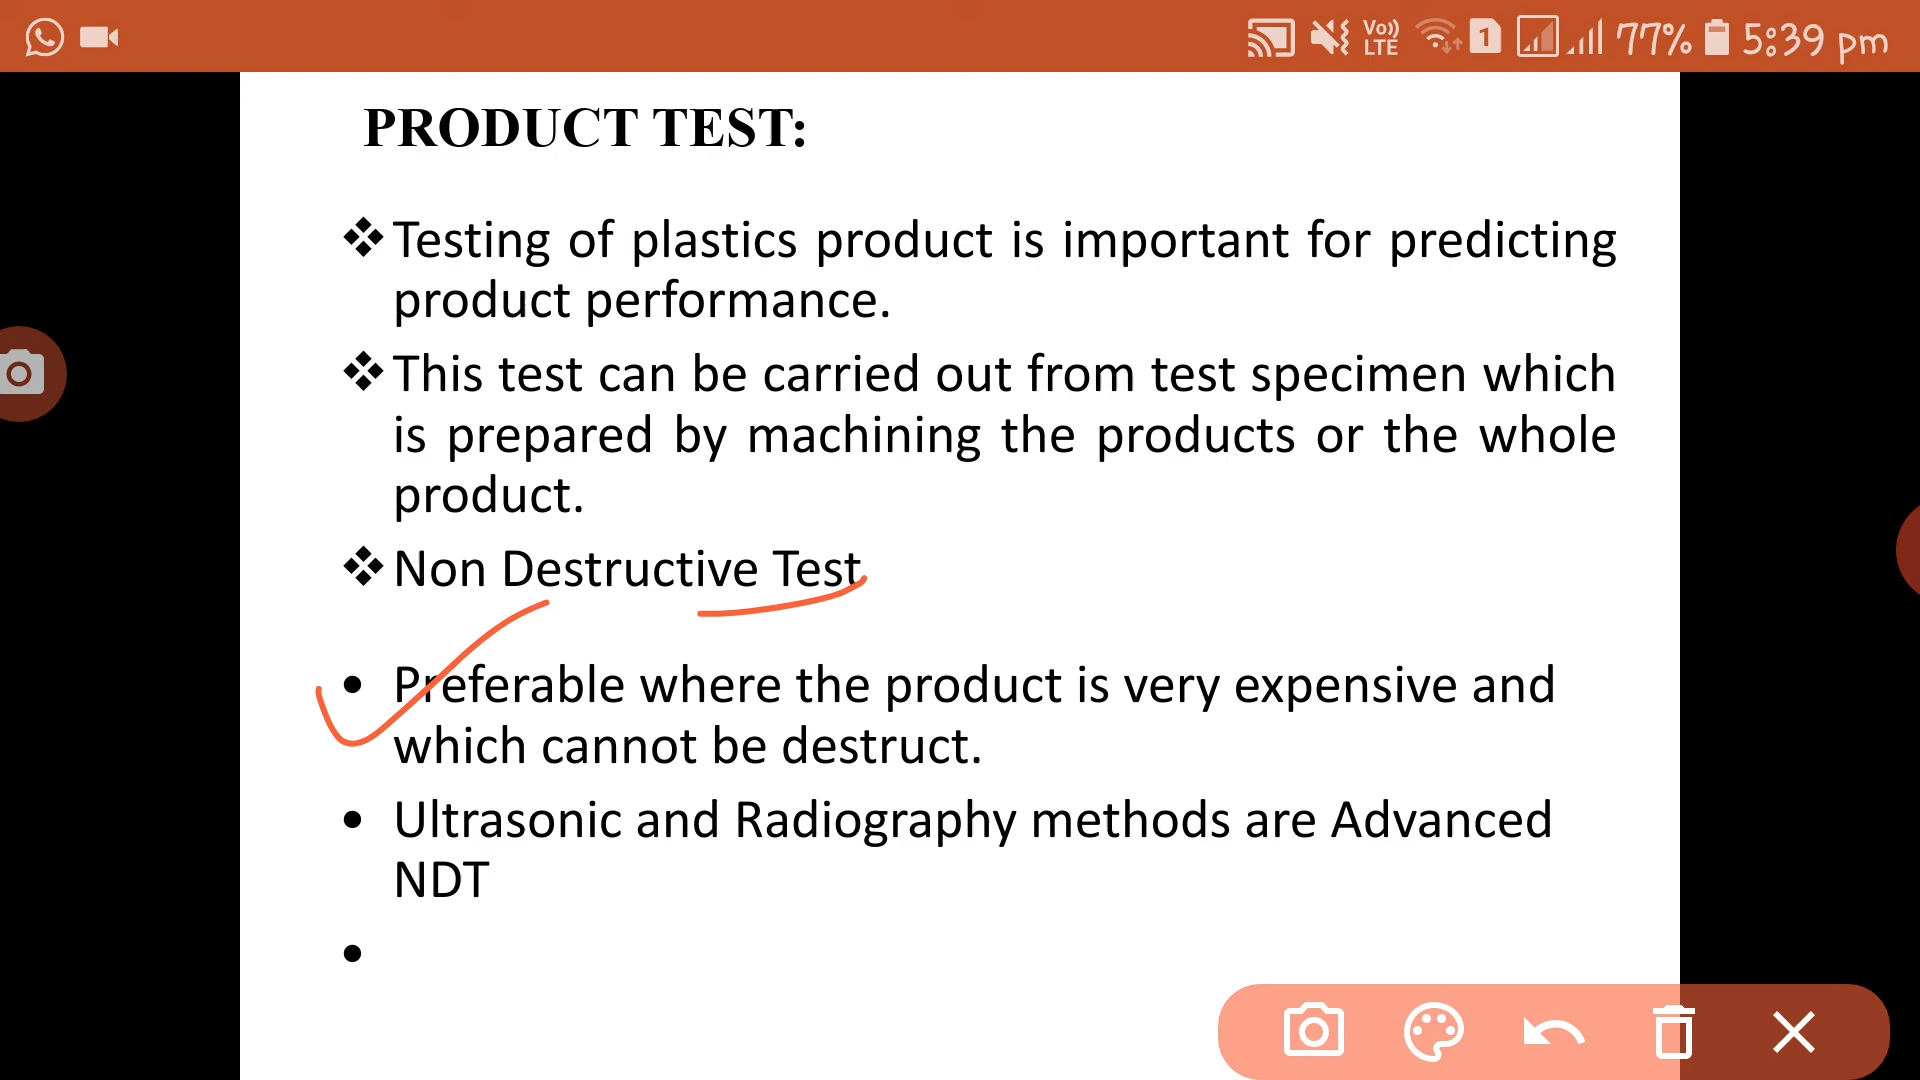 Vo)) LTE 1 77% 5:39 pm
PRODUCT TEST:
❖ Testing of plastics product is important for predicting
product performance.
❖ This test can be carried out from test specimen which
is prepared by machining the products or the whole
product.
❖ Non Destructive Test
• Preferable where the product is very expensive and
which cannot be destruct.
• Ultrasonic and Radiography methods are Advanced
NDT
•